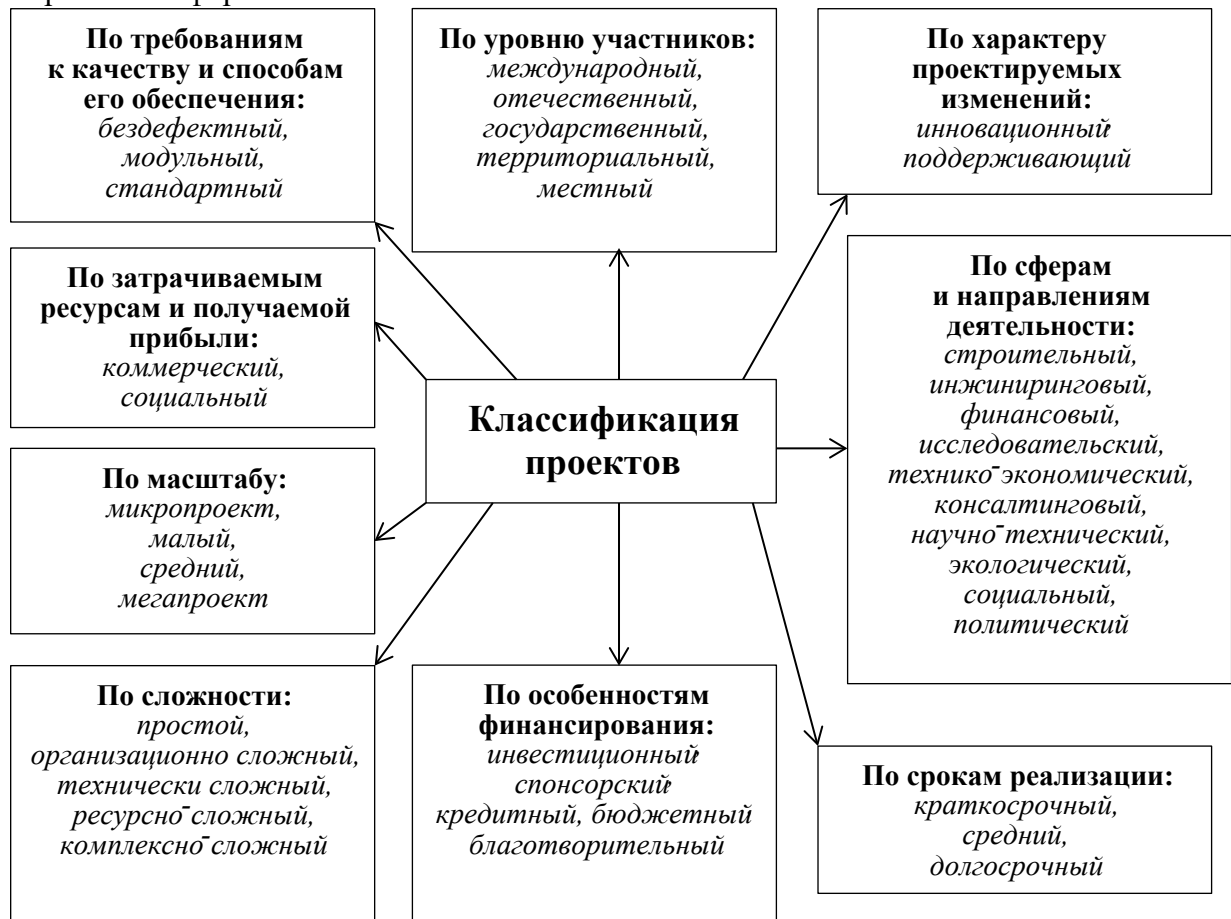 По требованиям
к качеству и способам
его обеспечения:
бездефектный,
модульный,
стандартный
По уровню участников:
международный,
отечественный,
государственный,
территориальный,
местный
По характеру
проектируемых
изменений:
инновационный,
поддерживающий
По затрачиваемым
ресурсам и получаемой
прибыли:
коммерческий,
социальный
По сферам
и направлениям
деятельности:
строительный,
инжиниринговый,
финансовый,
исследовательский,
технико-экономический,
консалтинговый,
научно-технический,
экологический,
социальный,
политический
Классификация
проектов
По масштабу:
микропроект,
малый,
средний,
мегапроект
По сложности:
простой,
организационно сложный,
технически сложный,
ресурсно-сложный,
комплексно-сложный
По особенностям
финансирования:
инвестиционный,
спонсорский,
кредитный, бюджетный
благотворительный
По срокам реализации:
краткосрочный,
средний,
долгосрочный